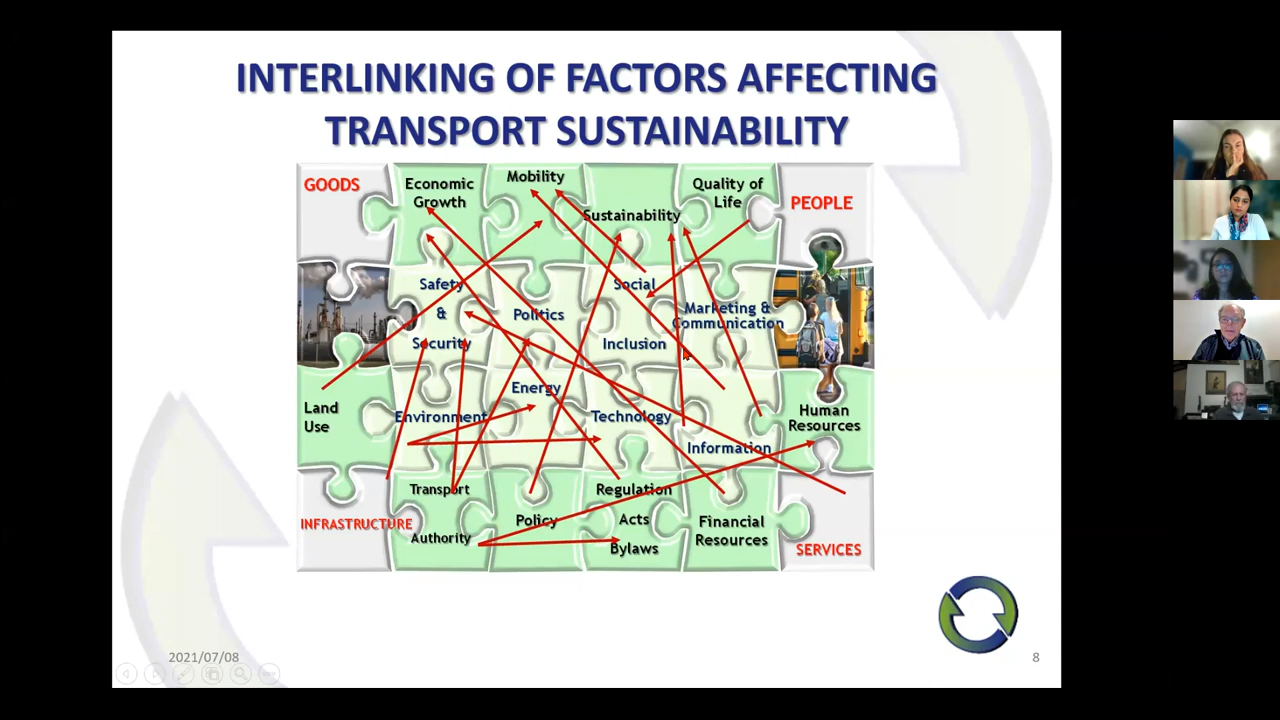 INTERLINKING OF FACTORS AFFECTING
TRANSPORT SUSTAINABILITY
GOODS
Economic
Growth
Mobility
Sustainability
Quality of
Life
PEOPLE
Safety
&
Security
Politics
Social
Inclusion
Marketing &
Communication
Land
Use
Environment
Energy
Technology
Information
Human
Resources
INFRASTRUCTURE
Transport
Authority
Policy
Regulation
Acts
Bylaws
Financial
Resources
SERVICES
2021/07/08
8